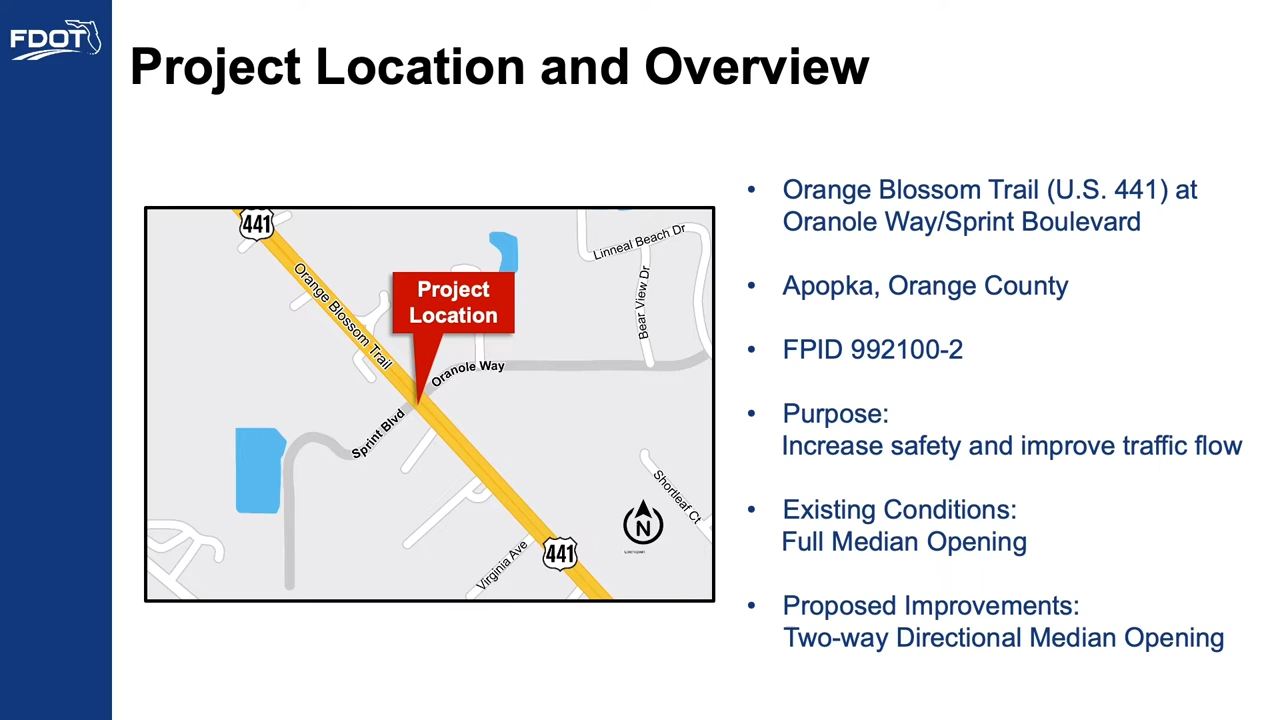 FDOT
Project Location and Overview
441
Orange Blossom Trail
Project
Location
Linneal Beach Dr
Bear View Dr
Oranole Way
Sprint Blvd
Shortleaf Ct
N
Virginia Ave
441
• Orange Blossom Trail (U.S. 441) at
Oranole Way/Sprint Boulevard
• Apopka, Orange County
• FPID 992100-2
• Purpose:
Increase safety and improve traffic flow
• Existing Conditions:
Full Median Opening
• Proposed Improvements:
Two-way Directional Median Opening